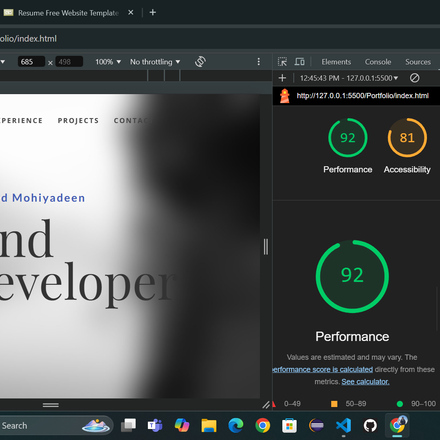 Resume Free Website Template
olio/index.html
685 × 498 100% No throttling
Elements Console Sources
12:45:43 PM - 127.0.0.1:5500
http://127.0.0.1:5500/Portfolio/index.html
PERIENCE PROJECTS CONTAC
92 81
Performance Accessibility
d Mohiyadeen
nd
eveloper
92
Performance
Values are estimated and may vary. The
performance score is calculated directly from these
metrics. See calculator.
0–49 50–89 90–100
Search